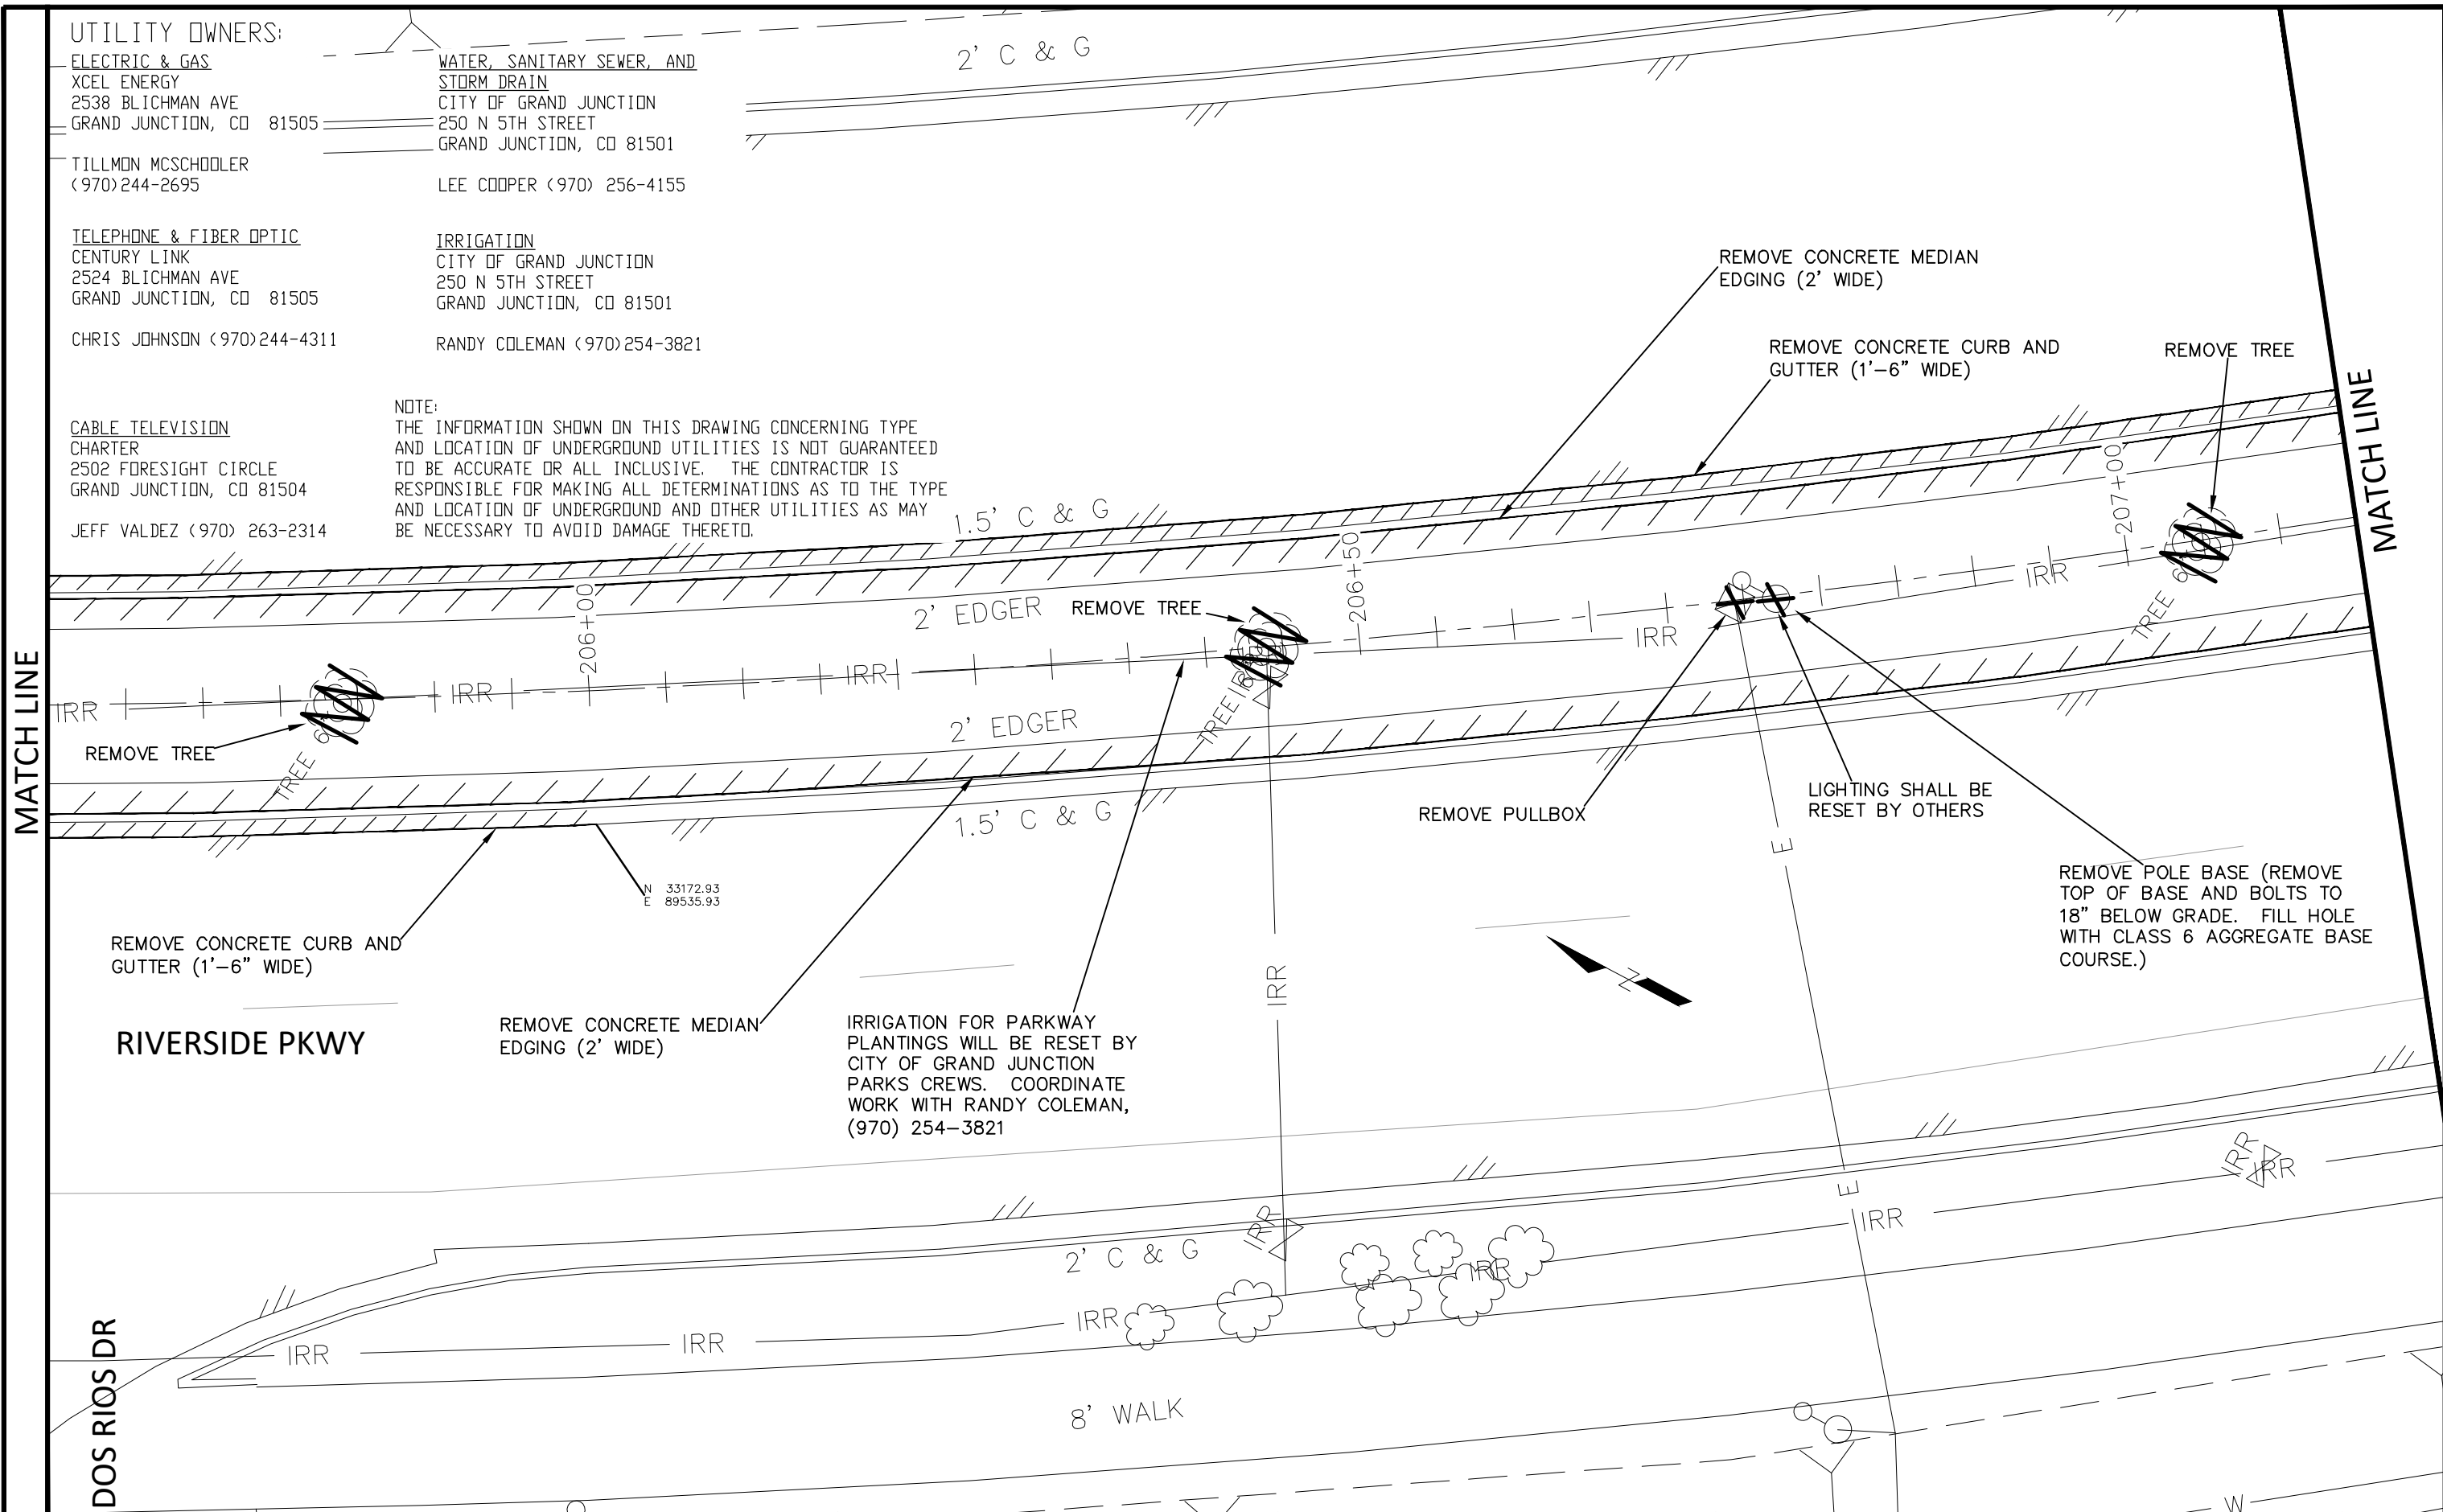 UTILITY OWNERS:
ELECTRIC & GAS
XCEL ENERGY
2538 BLICHMAN AVE
GRAND JUNCTION, CO 81505
TILLMON MCSCHOOLER
(970)244-2695
WATER, SANITARY SEWER, AND
STORM DRAIN
CITY OF GRAND JUNCTION
250 N 5TH STREET
GRAND JUNCTION, CO 81501
LEE COOPER (970) 256-4155
TELEPHONE & FIBER OPTIC
CENTURY LINK
2524 BLICHMAN AVE
GRAND JUNCTION, CO 81505
CHRIS JOHNSON (970)244-4311
IRRIGATION
CITY OF GRAND JUNCTION
250 N 5TH STREET
GRAND JUNCTION, CO 81501
RANDY COLEMAN (970)254-3821
CABLE TELEVISION
CHARTER
2502 FORESIGHT CIRCLE
GRAND JUNCTION, CO 81504
JEFF VALDEZ (970) 263-2314
NOTE:
THE INFORMATION SHOWN ON THIS DRAWING CONCERNING TYPE
AND LOCATION OF UNDERGROUND UTILITIES IS NOT GUARANTEED
TO BE ACCURATE OR ALL INCLUSIVE. THE CONTRACTOR IS
RESPONSIBLE FOR MAKING ALL DETERMINATIONS AS TO THE TYPE
AND LOCATION OF UNDERGROUND AND OTHER UTILITIES AS MAY
BE NECESSARY TO AVOID DAMAGE THERETO.
2' C & G
REMOVE CONCRETE MEDIAN
EDGING (2' WIDE)
REMOVE CONCRETE CURB AND
GUTTER (1'-6" WIDE)
REMOVE TREE
MATCH LINE
1.5' C & G
206+00
206+50
207+00
2' EDGER
REMOVE TREE
IRR
IRR
IRR
IRR
IRR
IRR
TREE 6"
TREE 6"
TREE 6"
2' EDGER
REMOVE TREE
MATCH LINE
1.5' C & G
REMOVE PULLBOX
LIGHTING SHALL BE
RESET BY OTHERS
E
REMOVE POLE BASE (REMOVE
TOP OF BASE AND BOLTS TO
18" BELOW GRADE. FILL HOLE
WITH CLASS 6 AGGREGATE BASE
COURSE.)
N 33172.93
E 89535.93
REMOVE CONCRETE CURB AND
GUTTER (1'-6" WIDE)
IRR
N
RIVERSIDE PKWY
REMOVE CONCRETE MEDIAN
EDGING (2' WIDE)
IRRIGATION FOR PARKWAY
PLANTINGS WILL BE RESET BY
CITY OF GRAND JUNCTION
PARKS CREWS. COORDINATE
WORK WITH RANDY COLEMAN,
(970) 254-3821
IRR
IRR
E
IRR
IRR
2' C & G
IRR
IRR
IRR
IRR
DOS RIOS DR
8' WALK
W